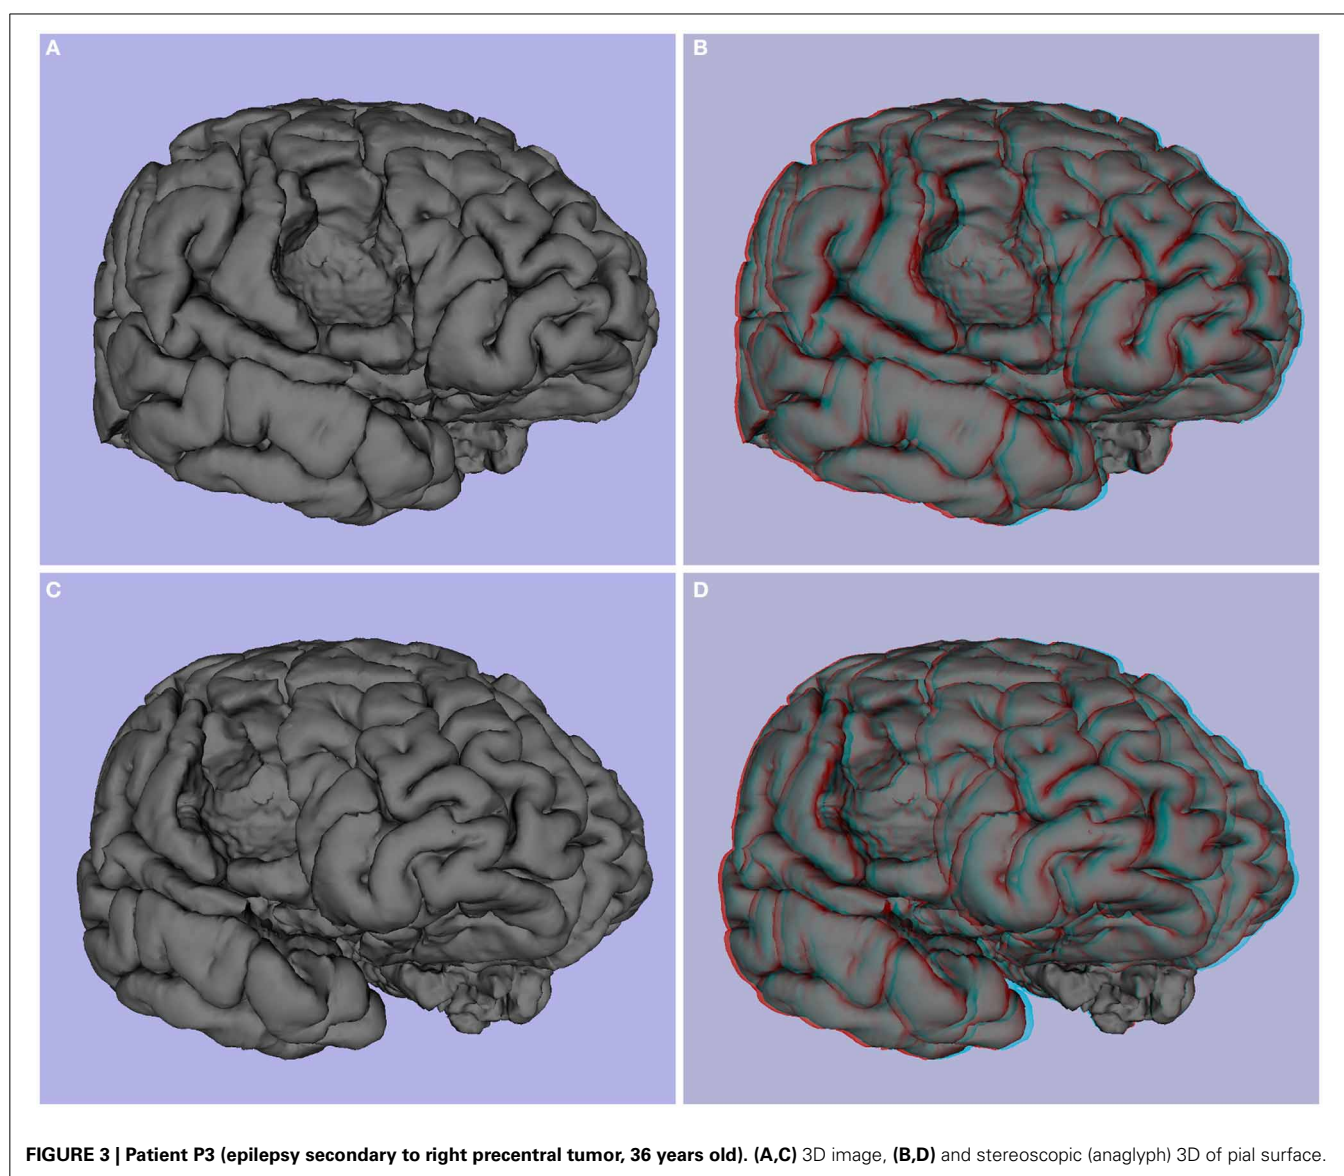 A
B
C
D
FIGURE 3 | Patient P3 (epilepsy secondary to right precentral tumor, 36 years old). (A,C) 3D image, (B,D) and stereoscopic (anaglyph) 3D of pial surface.